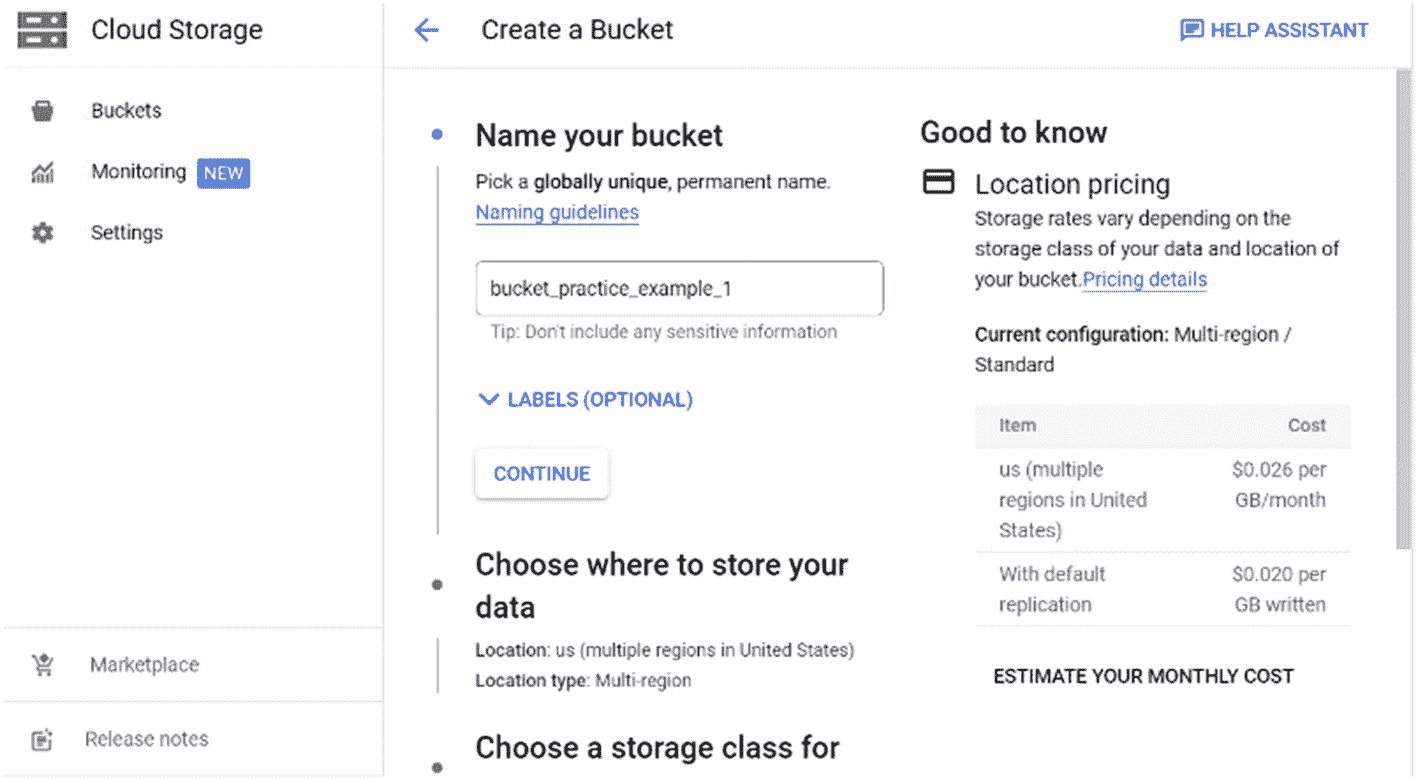 Cloud Storage
Buckets
Monitoring NEW
Settings
Marketplace
Release notes
Create a Bucket
HELP ASSISTANT
Name your bucket
Pick a globally unique, permanent name.
Naming guidelines
bucket_practice_example_1
Tip: Don't include any sensitive information
LABELS (OPTIONAL)
CONTINUE
Choose where to store your
data
Location: us (multiple regions in United States)
Location type: Multi-region
Choose a storage class for
Good to know
Location pricing
Storage rates vary depending on the
storage class of your data and location of
your bucket.Pricing details
Current configuration: Multi-region /
Standard
Item Cost
us (multiple $0.026 per
regions in United GB/month
States)
With default $0.020 per
replication GB written
ESTIMATE YOUR MONTHLY COST